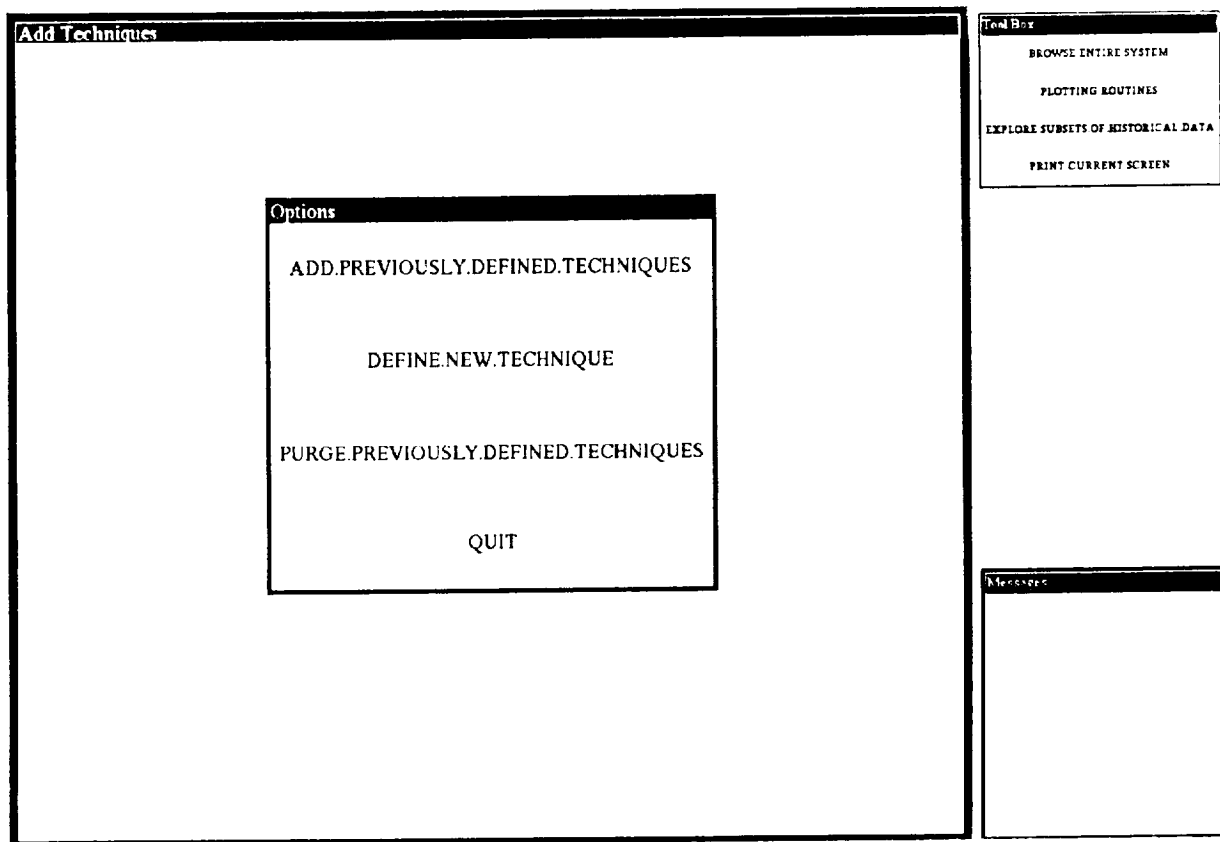 Add Techniques
Options
ADD.PREVIOUSLY.DEFINED.TECHNIQUES
DEFINE.NEW.TECHNIQUE
PURGE.PREVIOUSLY.DEFINED.TECHNIQUES
QUIT
Tool Box
BROWSE ENTIRE SYSTEM
PLOTTING ROUTINES
EXPLORE SUBSETS OF HISTORICAL DATA
PRINT CURRENT SCREEN
Messages